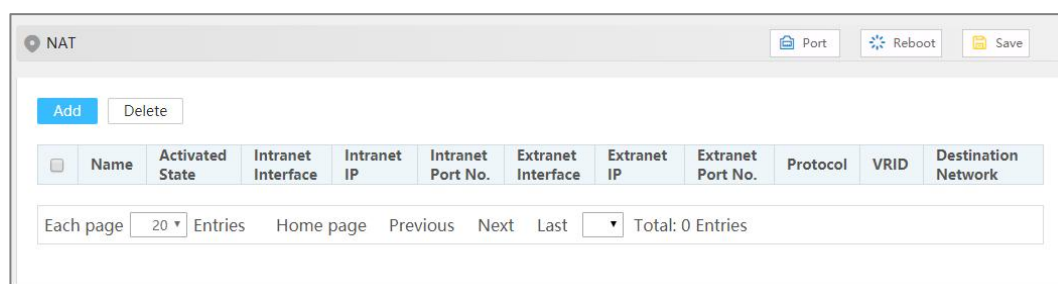 NAT Port Reboot Save
Add Delete
Name Activated State Intranet Interface Intranet IP Intranet Port No. Extranet Interface Extranet IP Extranet Port No. Protocol VRID Destination Network
Each page 20 Entries Home page Previous Next Last Total: 0 Entries